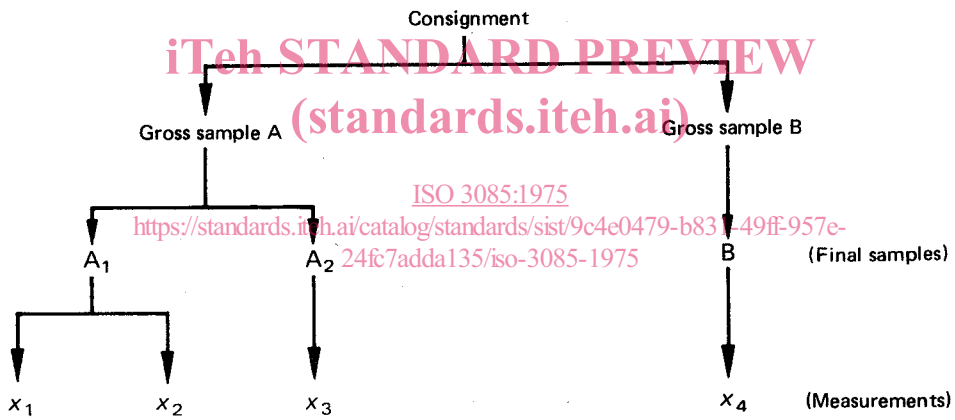 Consignment
iTeh STANDARD PREVIEW
(standards.iteh.ai)
Gross sample A
Gross sample B
ISO 3085:1975
https://standards.iteh.ai/catalog/standards/sist/9c4e0479-b831-49ff-957e-
24fc7adda135/iso-3085-1975
A₁
A₂
B
(Final samples)
x₁
x₂
x₃
x₄
(Measurements)